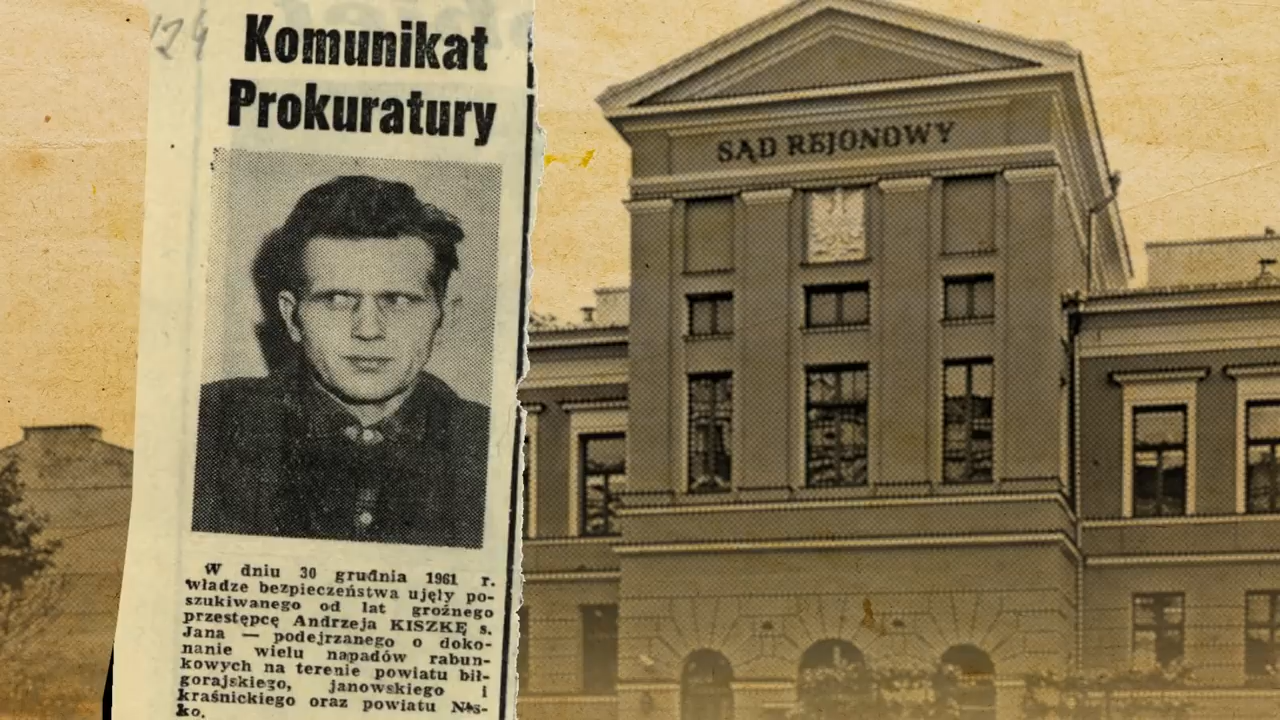 124
Komunikat
Prokuratury
W dniu 30 grudnia 1961 r.
władze bezpieczeństwa ujęły po-
szukiwanego od lat groźnego
przestępcę Andrzeja KISZKĘ s.
Jana — podejrzanego o doko-
nanie wielu napadów rabun-
kowych na terenie powiatu bił-
gorajskiego, janowskiego i
kraśnickiego oraz powiatu Nis-
ko.
SĄD REJONOWY